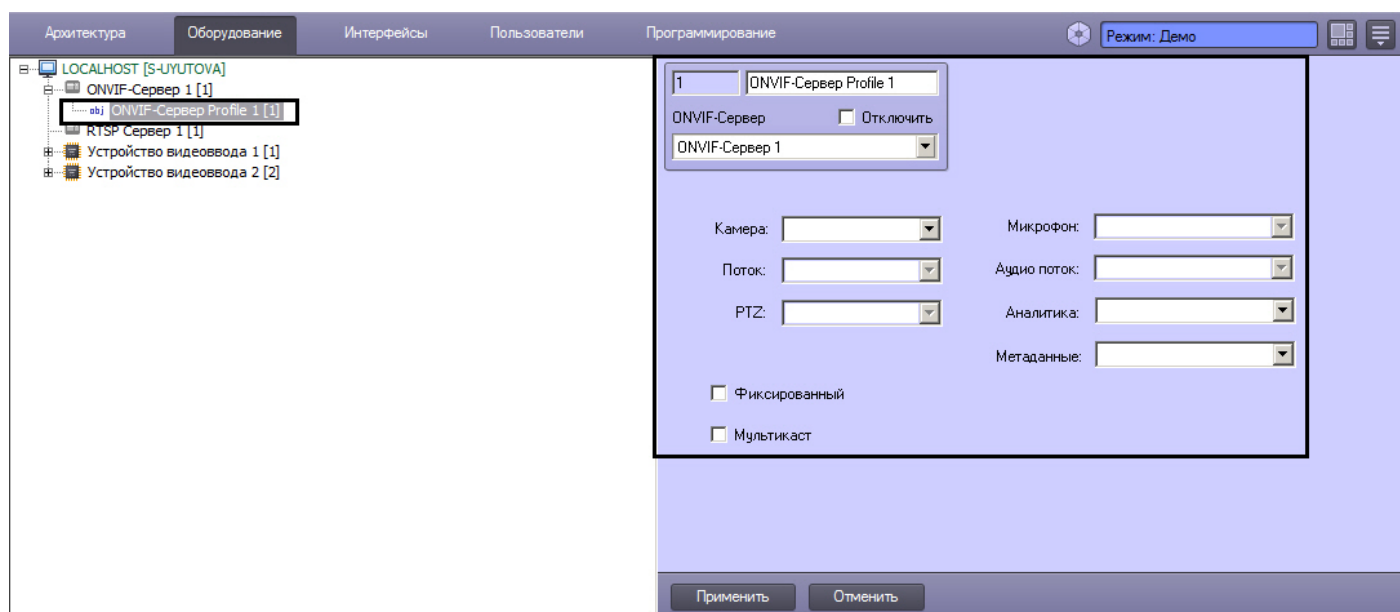 Архитектура Оборудование Интерфейсы Пользователи Программирование Режим: Демо
LOCALHOST [S-UYUTOVA]
ONVIF-Сервер 1 [1]
obj ONVIF-Сервер Profile 1 [1]
RTSP Сервер 1 [1]
Устройство видеоввода 1 [1]
Устройство видеоввода 2 [2]
1 ONVIF-Сервер Profile 1
ONVIF-Сервер Отключить
ONVIF-Сервер 1
Камера: Микрофон:
Поток: Аудио поток:
PTZ: Аналитика:
Метаданные:
Фиксированный
Мультикаст
Применить Отменить